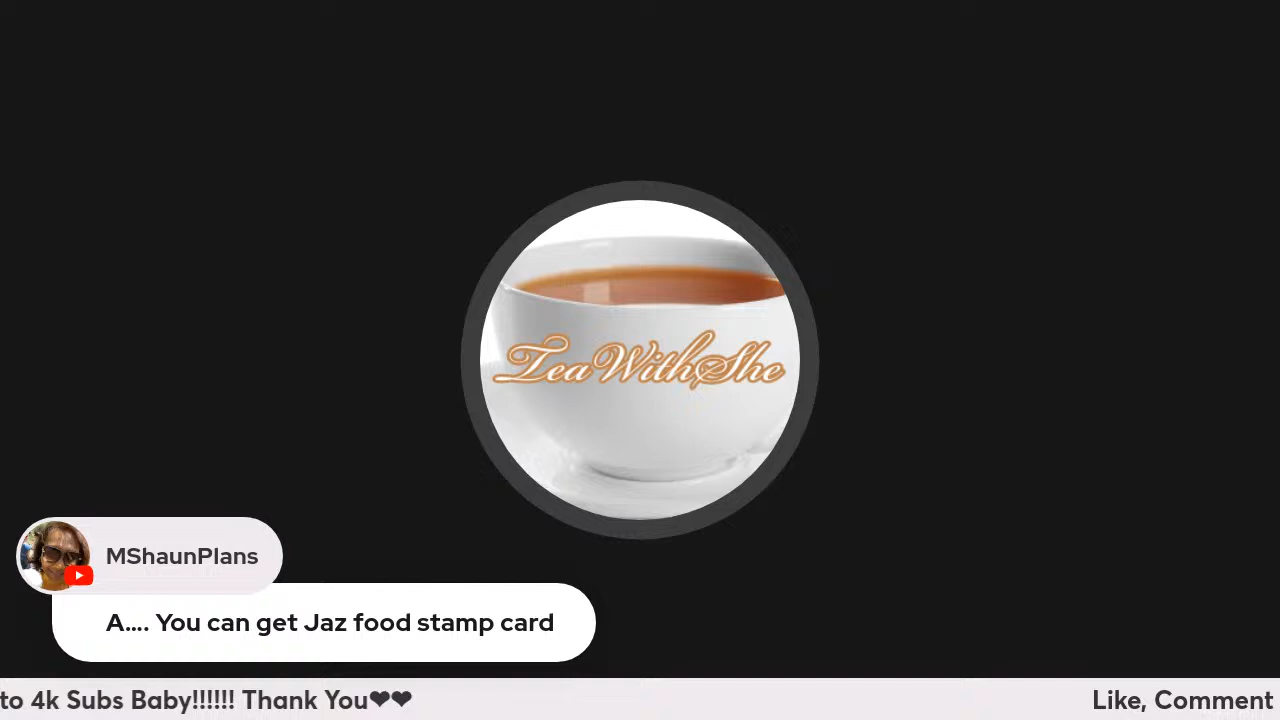 TeaWithShe
MShaunPlans
A.... You can get Jaz food stamp card
to 4k Subs Baby!!!!!! Thank You❤❤ Like, Comment